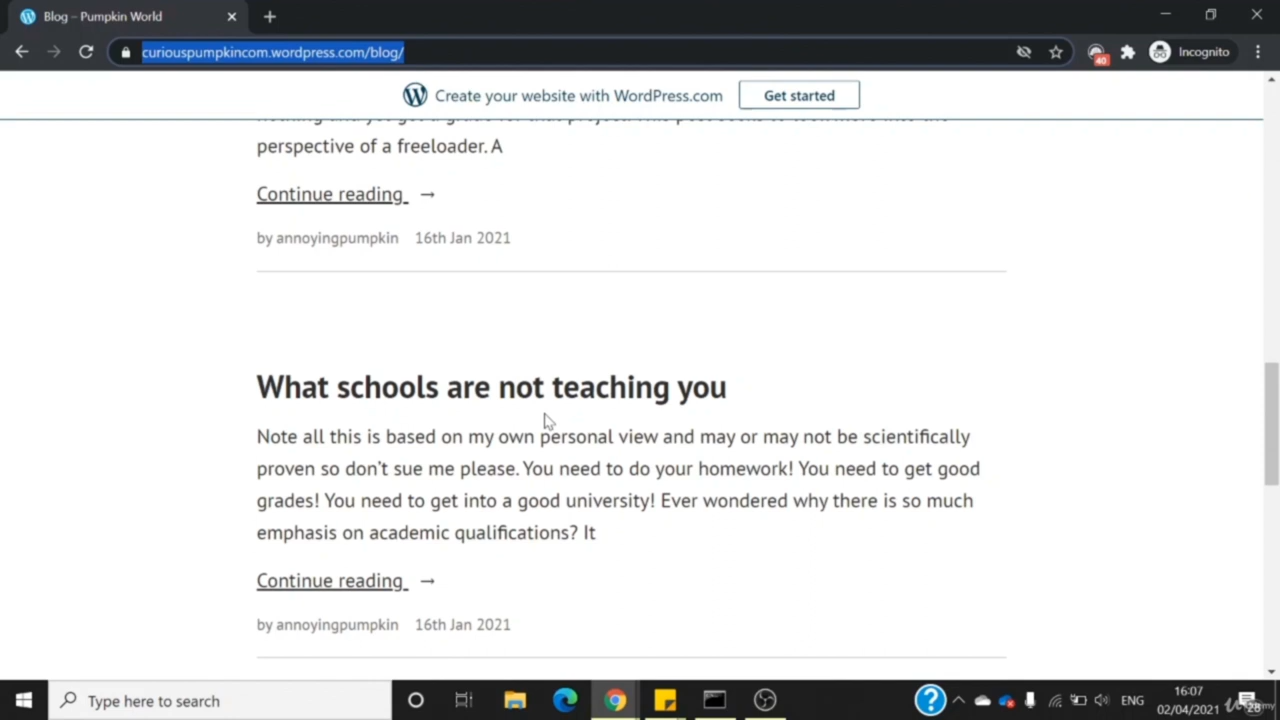 Blog – Pumpkin World
curiouspumpkincom.wordpress.com/blog/
40
Incognito
Create your website with WordPress.com
Get started
perspective of a freeloader. A
Continue reading →
by annoyingpumpkin 16th Jan 2021
What schools are not teaching you
Note all this is based on my own personal view and may or may not be scientifically
proven so don't sue me please. You need to do your homework! You need to get good
grades! You need to get into a good university! Ever wondered why there is so much
emphasis on academic qualifications? It
Continue reading →
by annoyingpumpkin 16th Jan 2021
Type here to search
ENG
16:07
02/04/2021
28